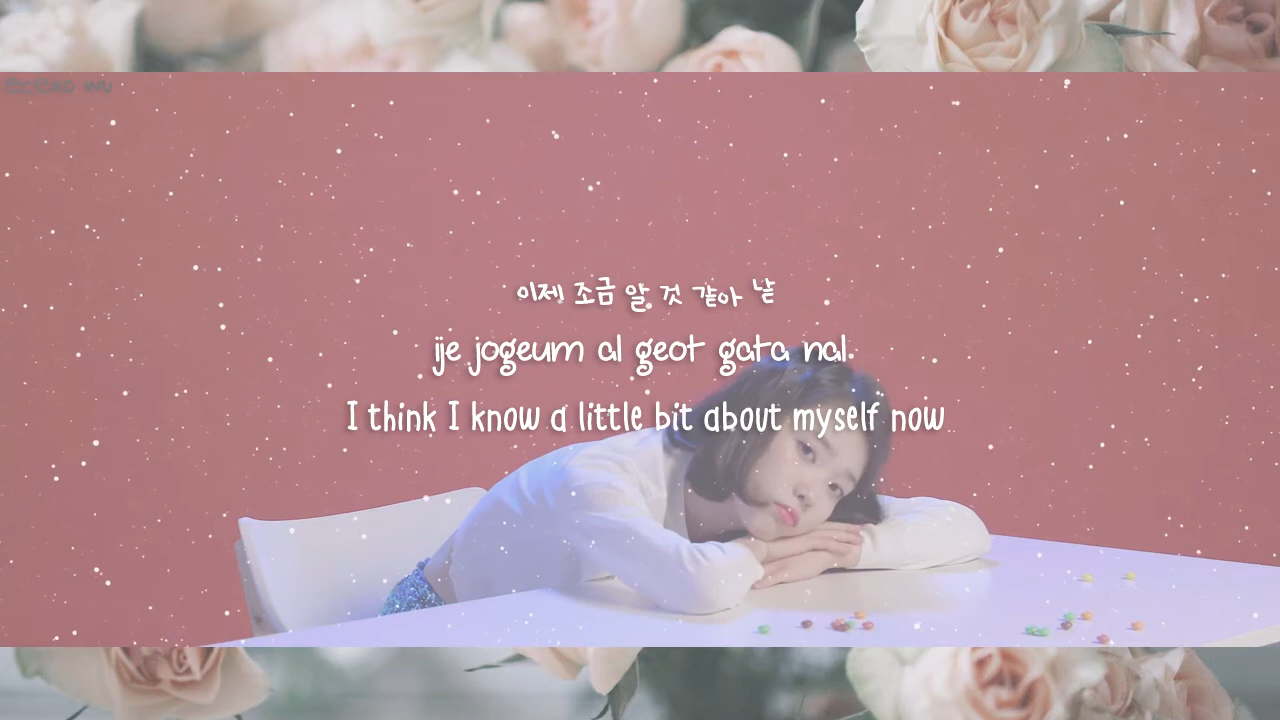 이제 조금 알 것 같아 날
ije jogeum al geot gata nal
I think I know a little bit about myself now